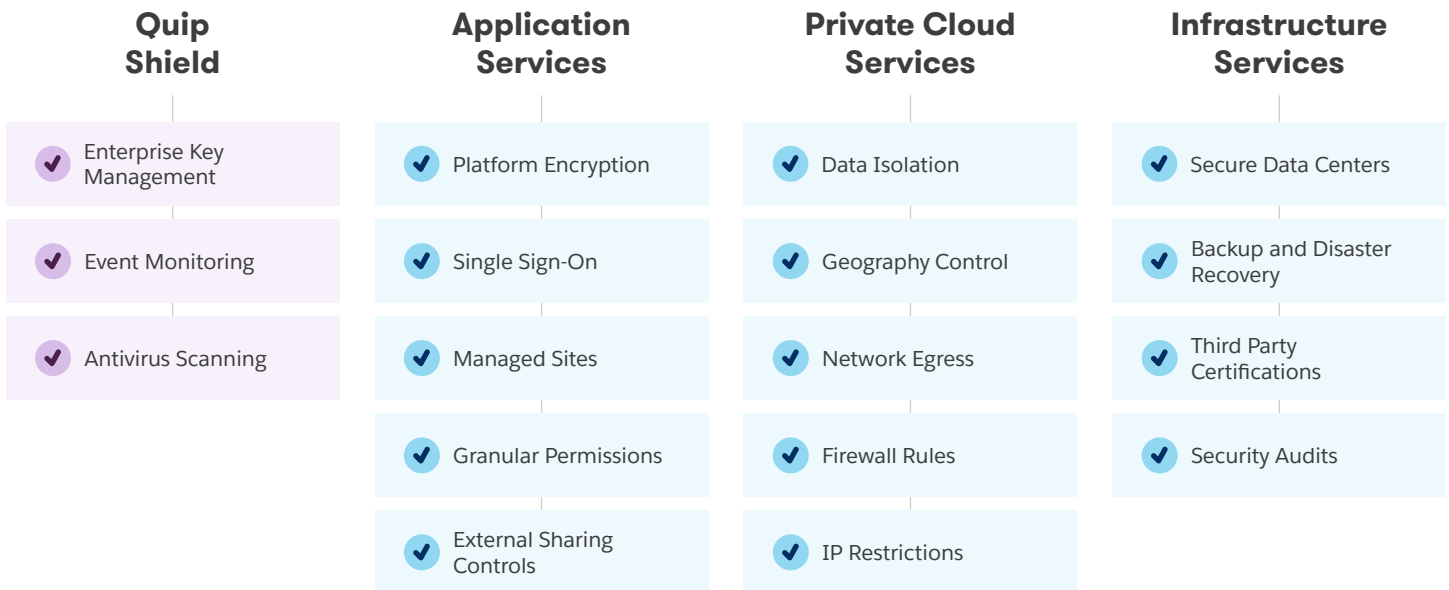 Quip
Shield
Enterprise Key
Management
Event Monitoring
Antivirus Scanning
Application
Services
Platform Encryption
Single Sign-On
Managed Sites
Granular Permissions
External Sharing
Controls
Private Cloud
Services
Data Isolation
Geography Control
Network Egress
Firewall Rules
IP Restrictions
Infrastructure
Services
Secure Data Centers
Backup and Disaster
Recovery
Third Party
Certifications
Security Audits